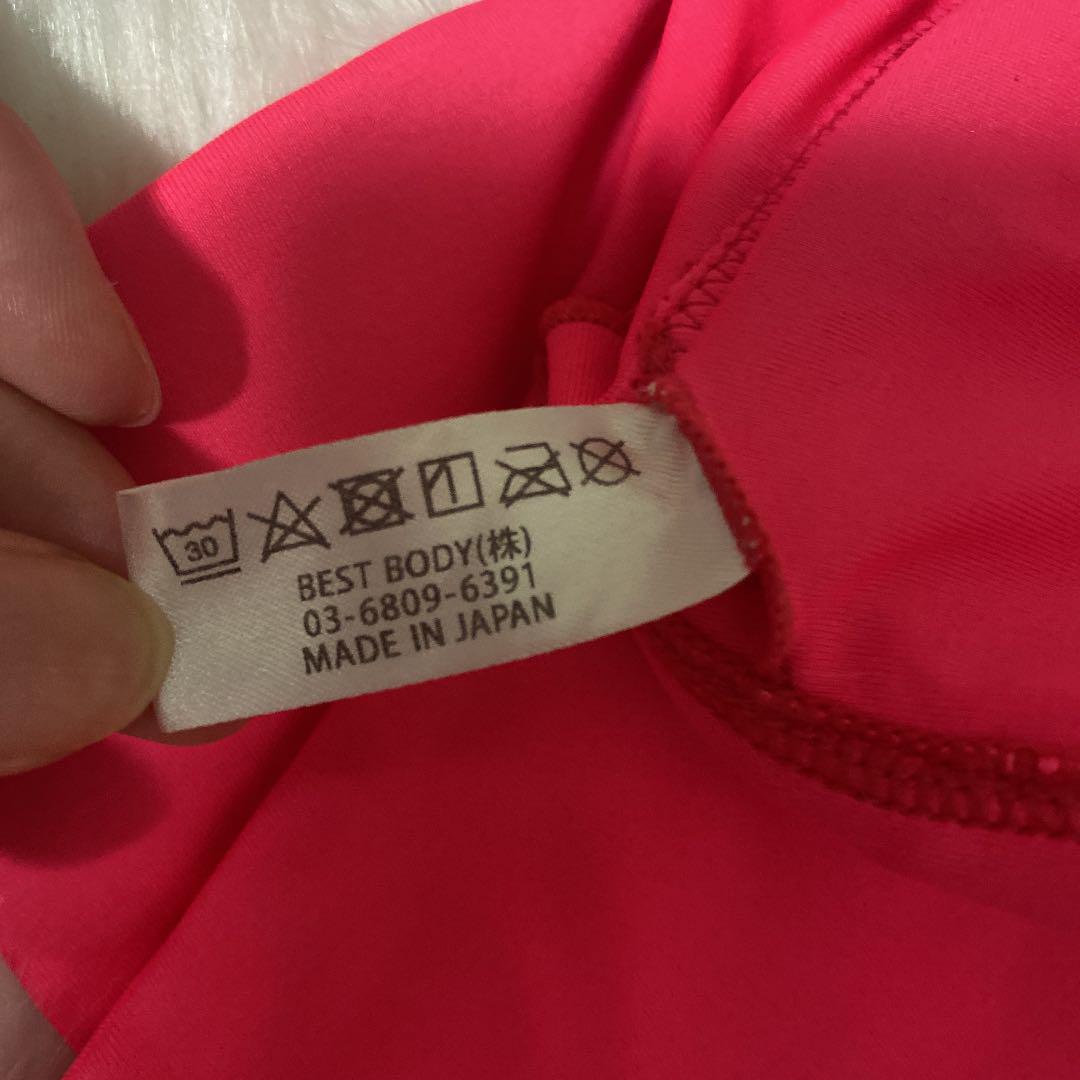 30
BEST BODY(株)
03-6809-6391
MADE IN JAPAN